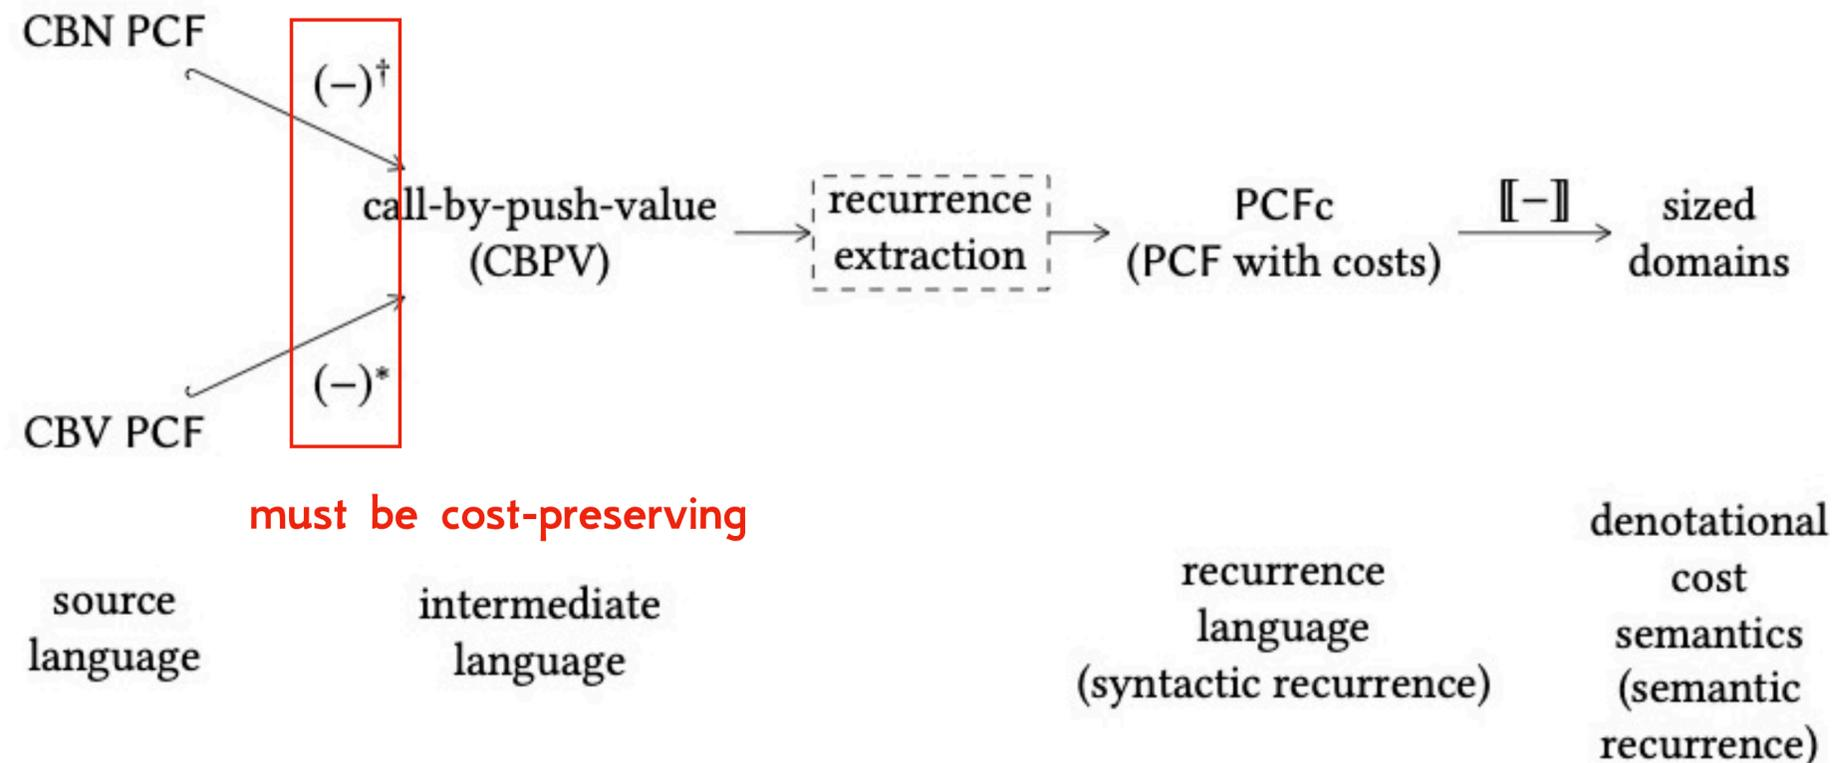 CBN PCF
(−)†
call-by-push-value
(CBPV)
recurrence
extraction
PCFc
(PCF with costs)
⟦−⟧
sized
domains
(−)*
CBV PCF
must be cost-preserving
source
language
intermediate
language
recurrence
language
(syntactic recurrence)
denotational
cost
semantics
(semantic
recurrence)